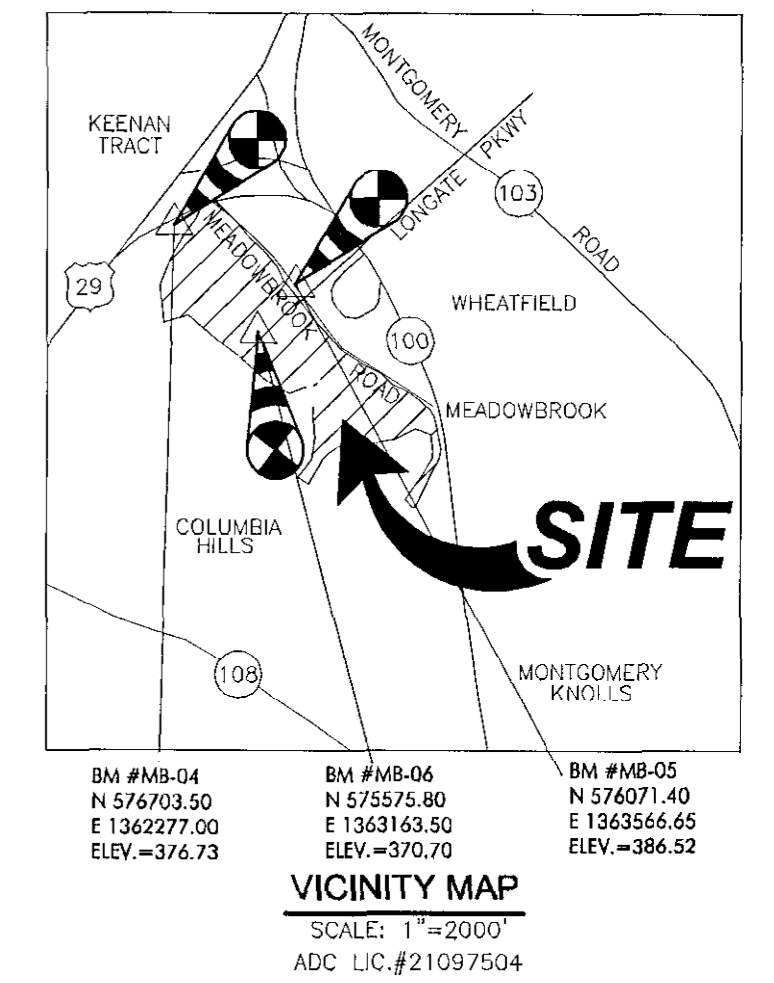 MONTGOMERY
ROAD
KEENAN
TRACT
LONGATE PKWY
103
MEADOWBROOK
ROAD
29
WHEATFIELD
100
MEADOWBROOK
COLUMBIA
HILLS
SITE
108
MONTGOMERY
KNOLLS
BM #MB-04
N 576703.50
E 1362277.00
ELEV.=376.73
BM #MB-06
N 575575.80
E 1363163.50
ELEV.=370.70
BM #MB-05
N 576071.40
E 1363566.65
ELEV.=386.52
VICINITY MAP
SCALE: 1"=2000'
ADC LIC.#21097504